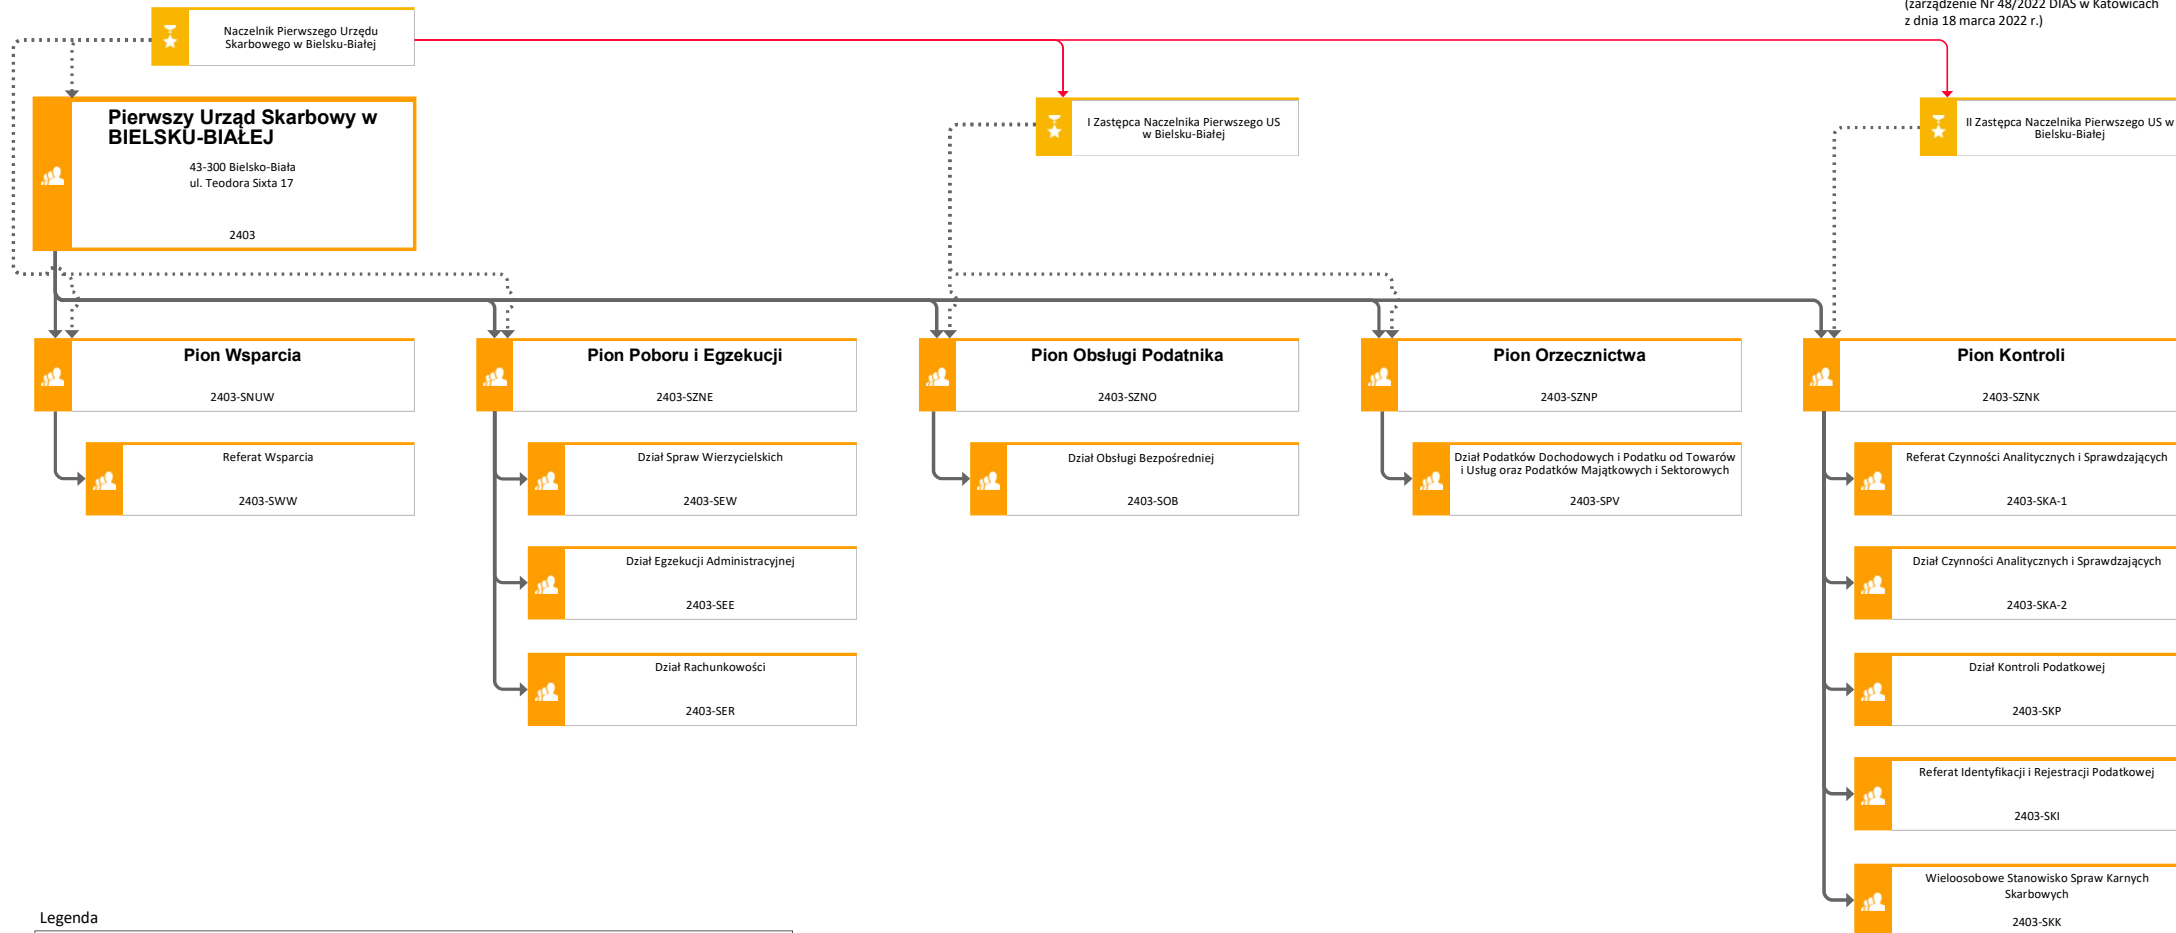 (zarządzenie Nr 48/2022 DIAS w Katowicach
z dnia 18 marca 2022 r.)
Naczelnik Pierwszego Urzędu
Skarbowego w Bielsku-Białej
Pierwszy Urząd Skarbowy w
BIELSKU-BIAŁEJ
43-300 Bielsko-Biała
ul. Teodora Sixta 17
2403
I Zastępca Naczelnika Pierwszego US
w Bielsku-Białej
II Zastępca Naczelnika Pierwszego US w
Bielsku-Białej
Pion Wsparcia
2403-SNUW
Pion Poboru i Egzekucji
2403-SZNE
Pion Obsługi Podatnika
2403-SZNO
Pion Orzecznictwa
2403-SZNP
Pion Kontroli
2403-SZNK
Referat Wsparcia
2403-SWW
Dział Spraw Wierzycielskich
2403-SEW
Dział Obsługi Bezpośredniej
2403-SOB
Dział Podatków Dochodowych i Podatku od Towarów
i Usług oraz Podatków Majątkowych i Sektorowych
2403-SPV
Referat Czynności Analitycznych i Sprawdzających
2403-SKA-1
Dział Egzekucji Administracyjnej
2403-SEE
Dział Czynności Analitycznych i Sprawdzających
2403-SKA-2
Dział Rachunkowości
2403-SER
Dział Kontroli Podatkowej
2403-SKP
Referat Identyfikacji i Rejestracji Podatkowej
2403-SKI
Wieloosobowe Stanowisko Spraw Karnych
Skarbowych
2403-SKK
Legenda